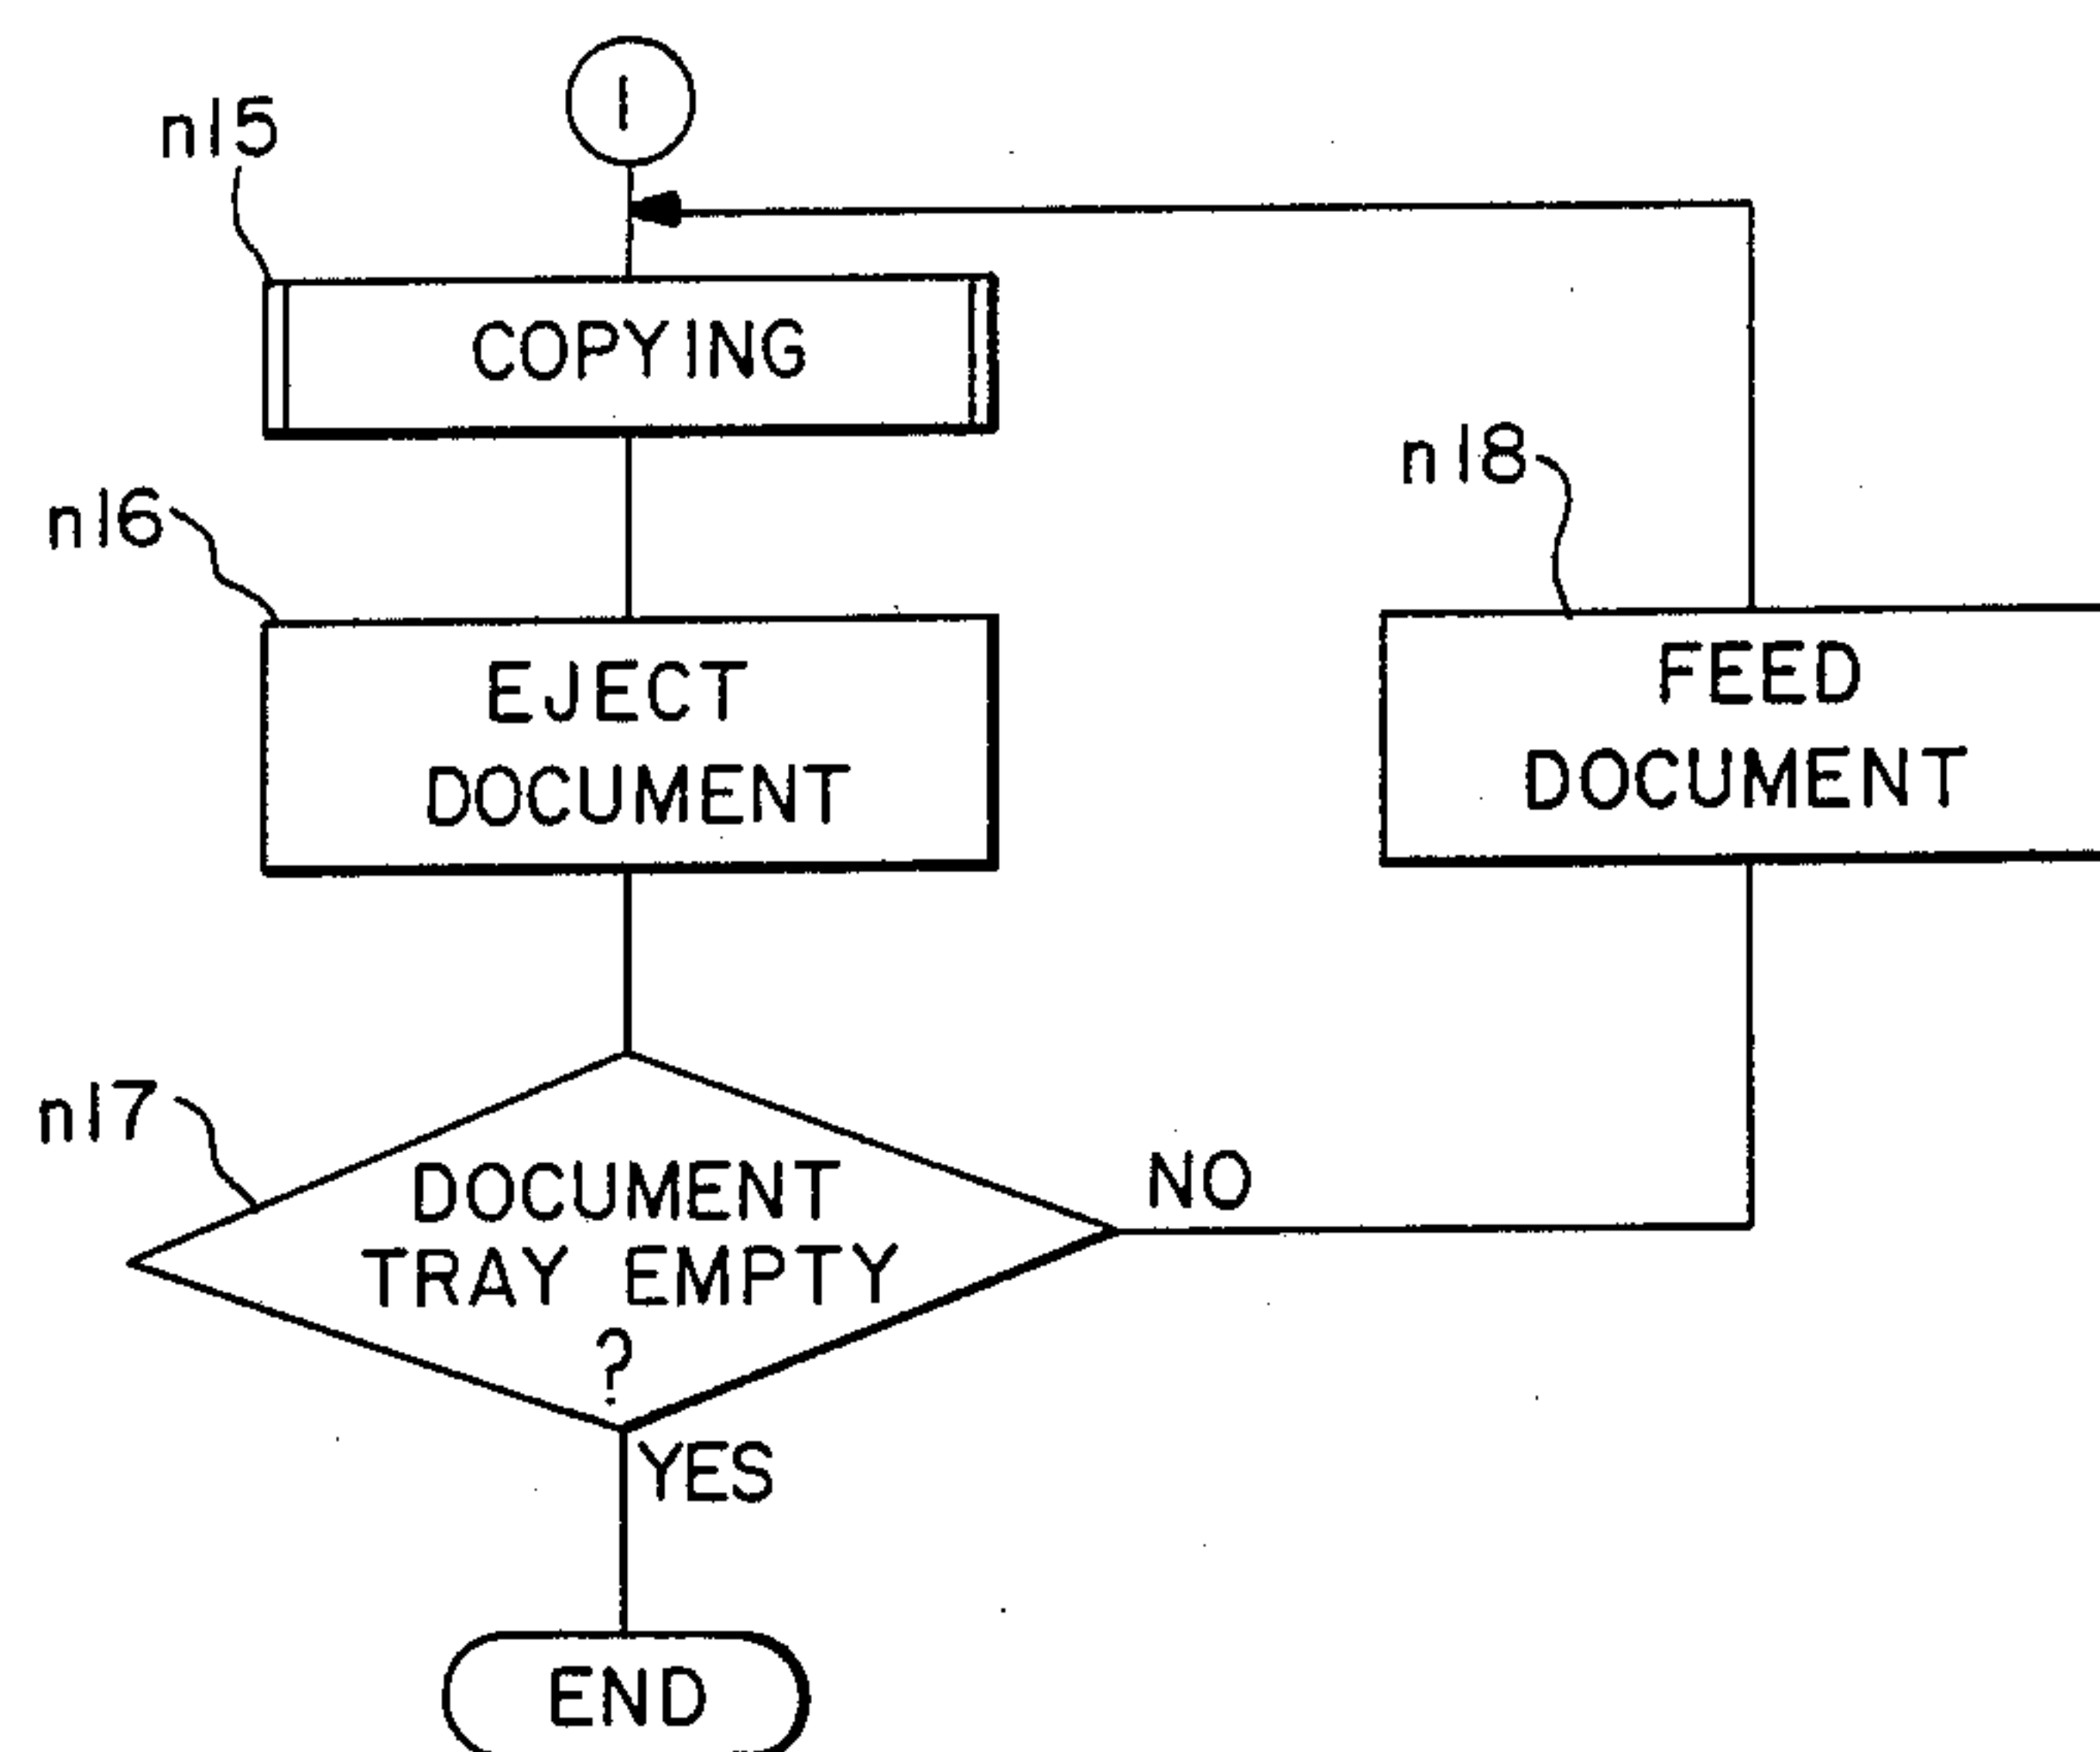 1
n15
COPYING
n16
EJECT
DOCUMENT
n18
FEED
DOCUMENT
n17
DOCUMENT
TRAY EMPTY
?
NO
YES
END